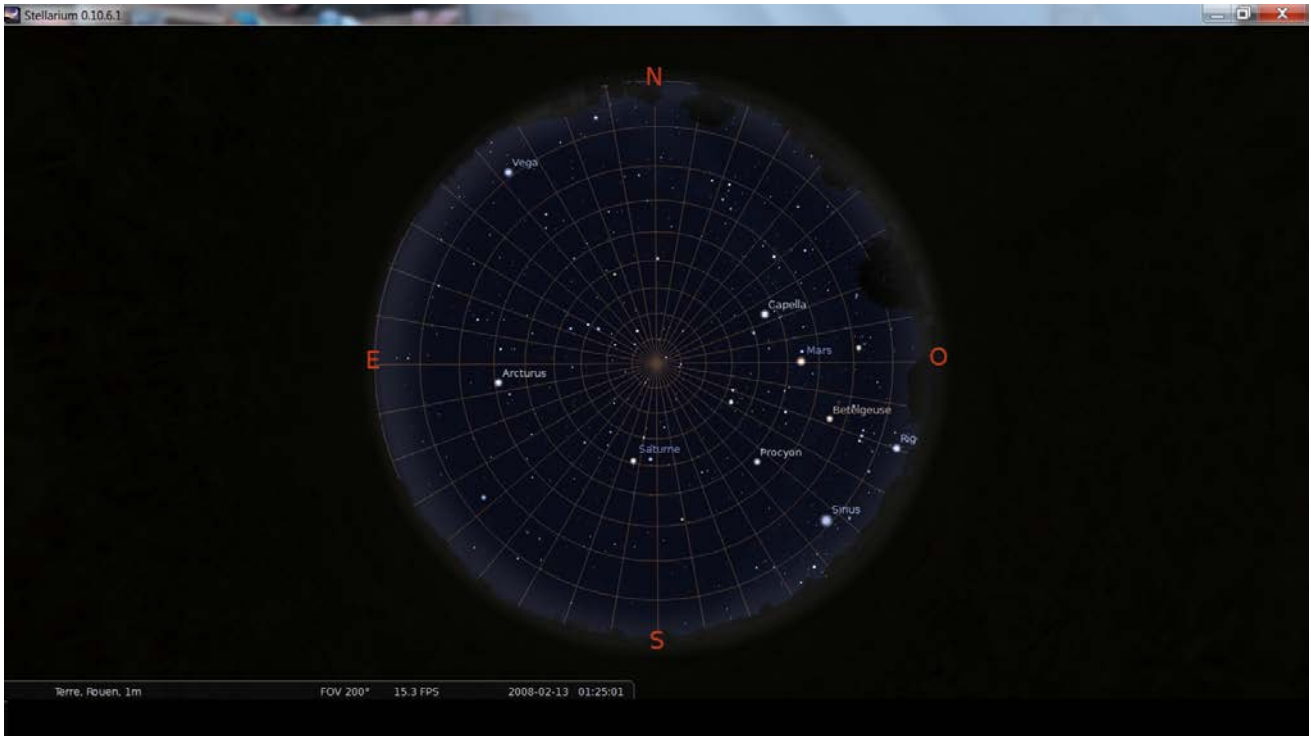 Stellarium 0.10.6.1
N
Vega
Capella
Mars
E
O
Arcturus
Betelgeuse
Rig
Saturne
Procyon
Sirius
S
Terre, Rouen, 1m FOV 200° 15.3 FPS 2008-02-13 01:25:01